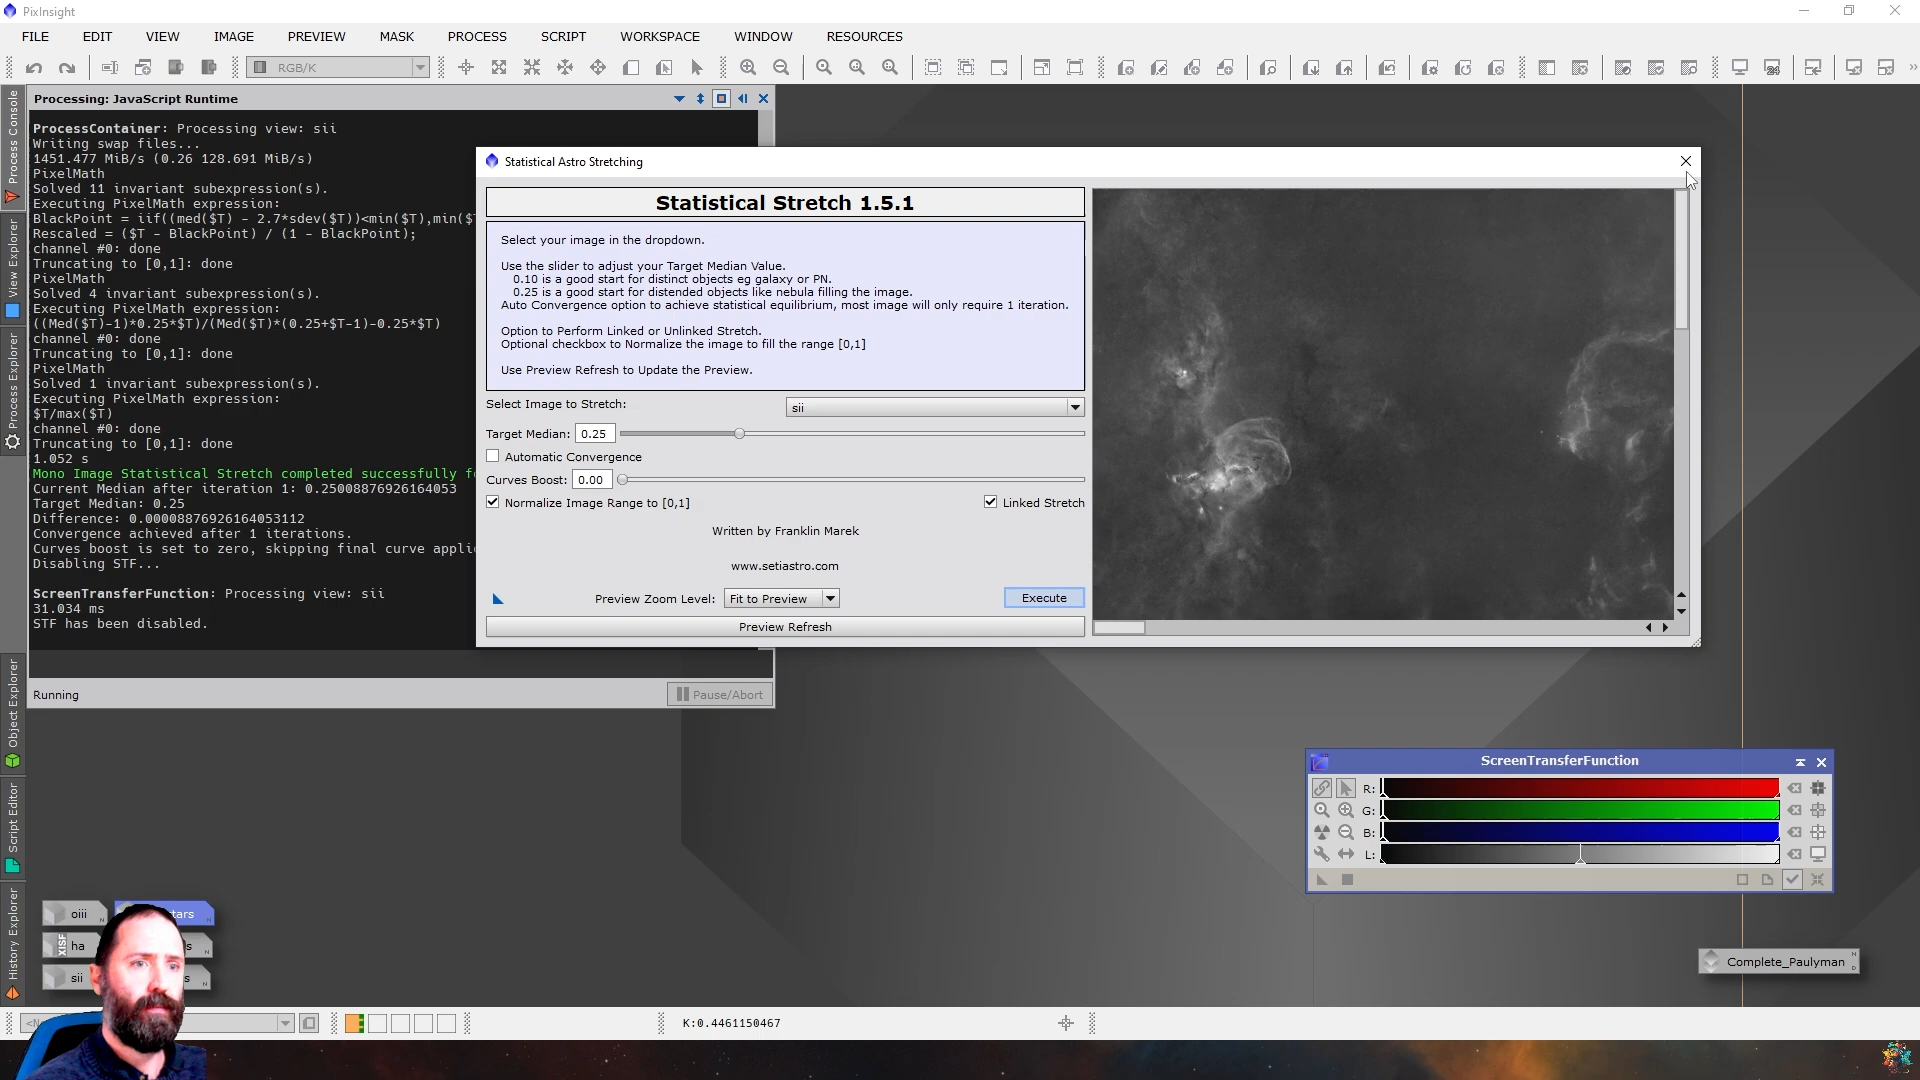 PixInsight
FILE EDIT VIEW IMAGE PREVIEW MASK PROCESS SCRIPT WORKSPACE WINDOW RESOURCES
RGB/K
Process Console
View Explorer
Process Explorer
Object Explorer
Script Editor
History Explorer
Processing: JavaScript Runtime
ProcessContainer: Processing view: sii
Writing swap files...
1451.477 MiB/s (0.26 128.691 MiB/s)
PixelMath
Solved 11 invariant subexpression(s).
Executing PixelMath expression:
BlackPoint = iif((med($T) - 2.7*sdev($T))<min($T),min($
Rescaled = ($T - BlackPoint) / (1 - BlackPoint);
channel #0: done
Truncating to [0,1]: done
PixelMath
Solved 4 invariant subexpression(s).
Executing PixelMath expression:
((Med($T)-1)*0.25*$T)/(Med($T)*(0.25+$T-1)-0.25*$T)
channel #0: done
Truncating to [0,1]: done
PixelMath
Solved 1 invariant subexpression(s).
Executing PixelMath expression:
$T/max($T)
channel #0: done
Truncating to [0,1]: done
1.052 s
Mono Image Statistical Stretch completed successfully
Current Median after iteration 1: 0.25008876926164053
Target Median: 0.25
Difference: 0.00008876926164053112
Convergence achieved after 1 iterations.
Curves boost is set to zero, skipping final curve
Disabling STF...
ScreenTransferFunction: Processing view: sii
31.034 ms
STF has been disabled.
Running
Pause/Abort
Statistical Astro Stretching
Statistical Stretch 1.5.1
Select your image in the dropdown.
Use the slider to adjust your Target Median Value.
0.10 is a good start for distinct objects eg galaxy or PN.
0.25 is a good start for distended objects like nebula filling the image.
Auto Convergence option to achieve statistical equilibrium, most image will only require 1 iteration.
Option to Perform Linked or Unlinked Stretch.
Optional checkbox to Normalize the image to fill the range [0,1]
Use Preview Refresh to Update the Preview.
Select Image to Stretch: sii
Target Median: 0.25
Automatic Convergence
Curves Boost: 0.00
Normalize Image Range to [0,1] Linked Stretch
Written by Franklin Marek
www.setiastro.com
Preview Zoom Level: Fit to Preview Execute
Preview Refresh
ScreenTransferFunction
R:
G:
B:
L:
oiii
ha
XISF
sii
Complete_Paulyman
K:0.4461150467